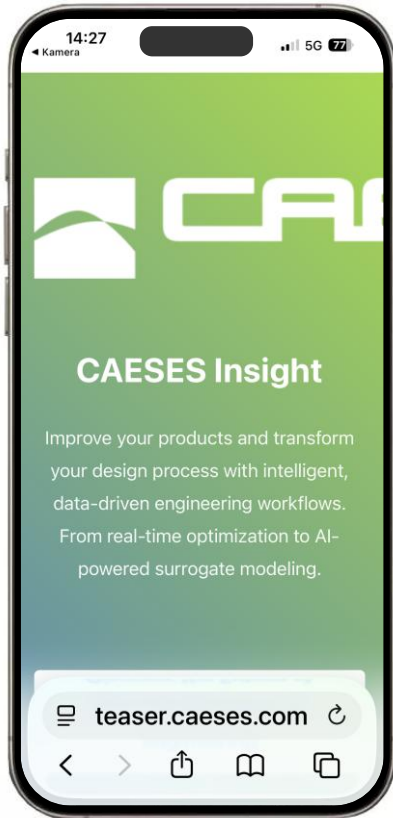 14:27
◀ Kamera
5G 77
CAE
CAESES Insight
Improve your products and transform
your design process with intelligent,
data-driven engineering workflows.
From real-time optimization to AI-
powered surrogate modeling.
teaser.caeses.com